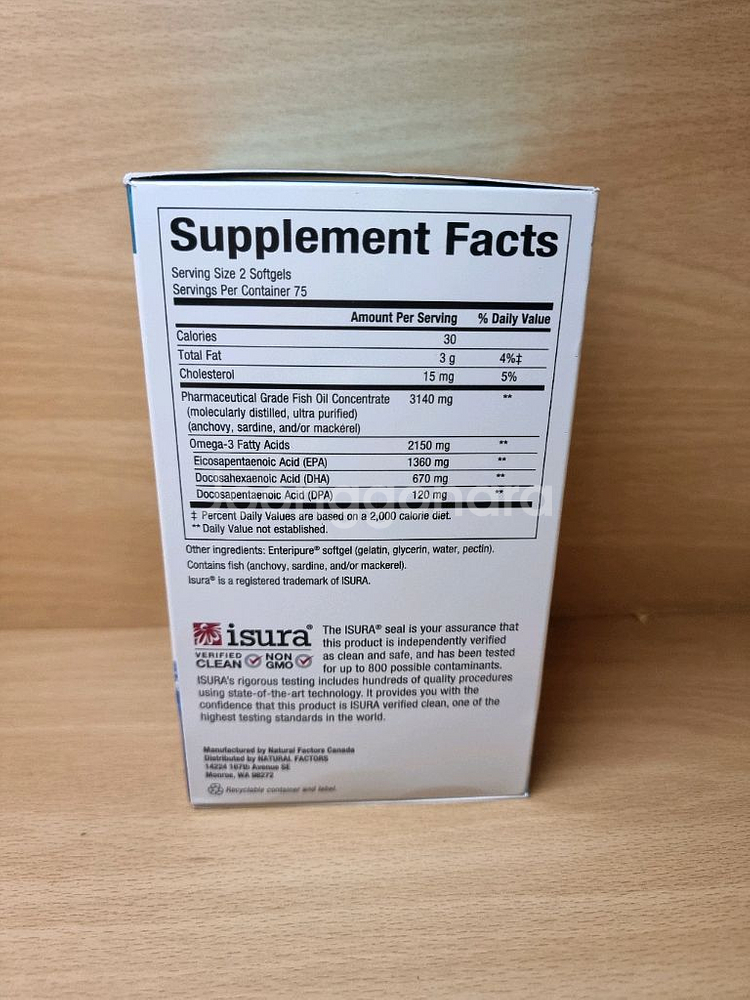 Supplement Facts
Serving Size 2 Softgels
Servings Per Container 75
Amount Per Serving % Daily Value
Calories 30
Total Fat 3 g 4%‡
Cholesterol 15 mg 5%
Pharmaceutical Grade Fish Oil Concentrate 3140 mg **
(molecularly distilled, ultra purified)
(anchovy, sardine, and/or mackerel)
Omega-3 Fatty Acids 2150 mg **
Eicosapentaenoic Acid (EPA) 1360 mg **
Docosahexaenoic Acid (DHA) 670 mg **
Docosapentaenoic Acid (DPA) 120 mg **
Joonggonara
‡ Percent Daily Values are based on a 2,000 calorie diet.
** Daily Value not established.
Other ingredients: Enteripure® softgel (gelatin, glycerin, water, pectin).
Contains fish (anchovy, sardine, and/or mackerel).
Isura® is a registered trademark of ISURA.
isura®
VERIFIED CLEAN NON GMO
The ISURA® seal is your assurance that
this product is independently verified
as clean and safe, and has been tested
for up to 800 possible contaminants.
ISURA's rigorous testing includes hundreds of quality procedures
using state-of-the-art technology. It provides you with the
confidence that this product is ISURA verified clean, one of the
highest testing standards in the world.
Manufactured by Natural Factors Canada
Distributed by NATURAL FACTORS
14224 167th Avenue SE
Monroe, WA 98272
Recyclable container and label.